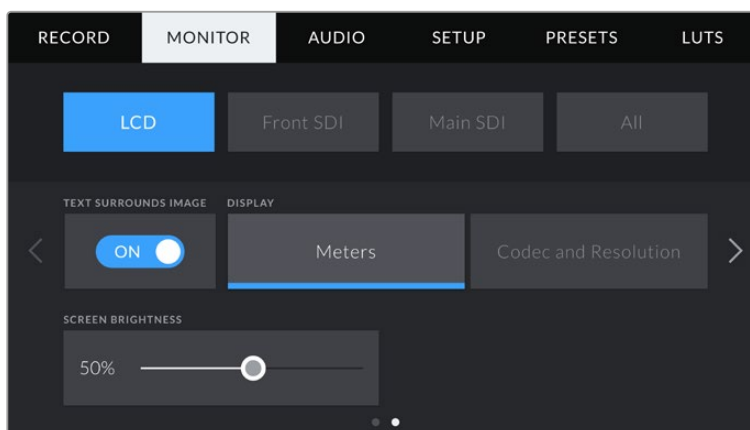 RECORD MONITOR AUDIO SETUP PRESETS LUTS
LCD Front SDI Main SDI All
TEXT SURROUNDS IMAGE DISPLAY
ON Meters Codec and Resolution
SCREEN BRIGHTNESS
50%